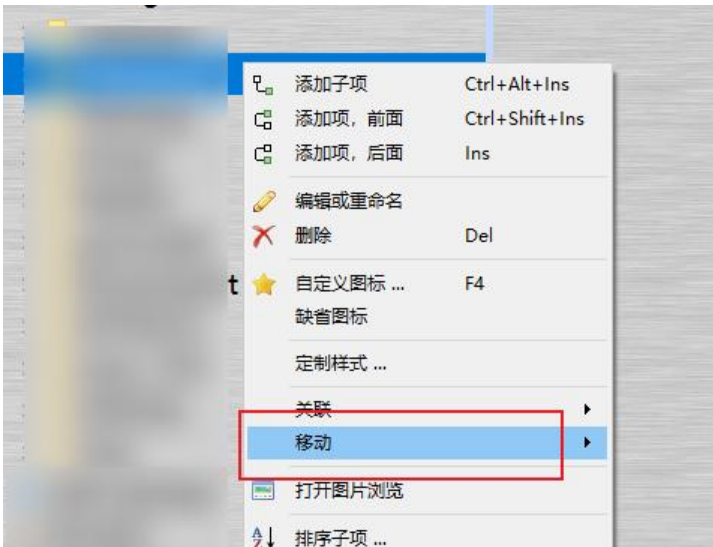 添加子项 Ctrl+Alt+Ins
添加项，前面 Ctrl+Shift+Ins
添加项，后面 Ins
编辑或重命名
删除 Del
t
自定义图标 ... F4
缺省图标
定制样式 ...
关联
移动
打开图片浏览
排序子项 ...